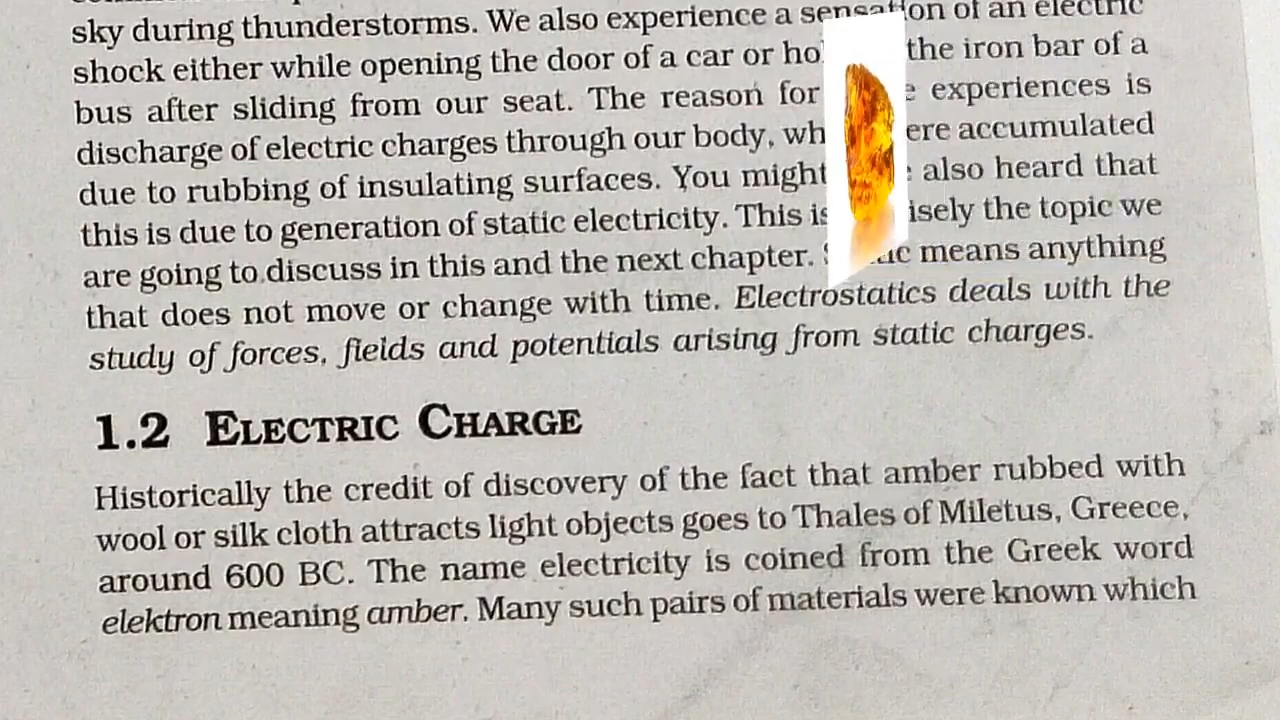 sky during thunderstorms. We also experience a sensation of an electric
shock either while opening the door of a car or the iron bar of a
bus after sliding from our seat. The reason for experiences is
discharge of electric charges through our body, accumulated
due to rubbing of insulating surfaces. You might also heard that
this is due to generation of static electricity. This is the topic we
are going to discuss in this and the next chapter. means anything
that does not move or change with time. Electrostatics deals with the
study of forces, fields and potentials arising from static charges.
1.2 ELECTRIC CHARGE
Historically the credit of discovery of the fact that amber rubbed with
wool or silk cloth attracts light objects goes to Thales of Miletus, Greece,
around 600 BC. The name electricity is coined from the Greek word
elektron meaning amber. Many such pairs of materials were known which